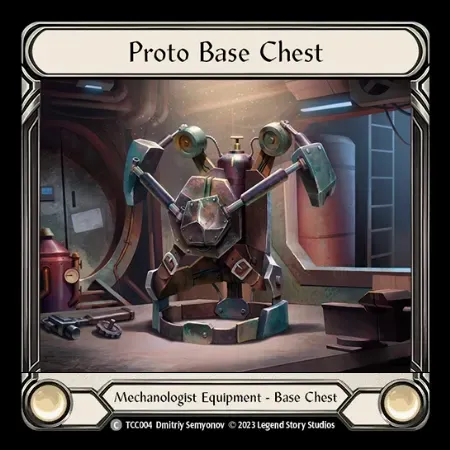 Proto Base Chest
Mechanologist Equipment - Base Chest
C TCC004 Dmitriy Semyonov © 2023 Legend Story Studios